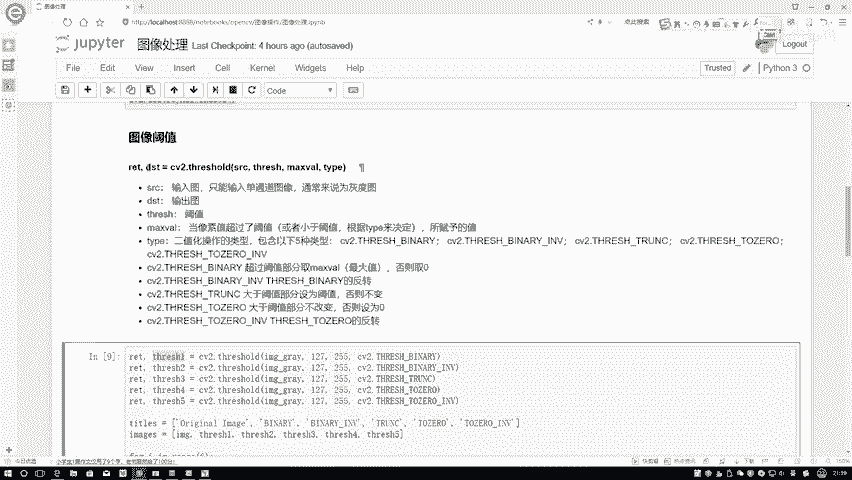 图像处理
http://localhost:8888/notebooks/opencv/图像操作/图像处理.ipynb
jupyter 图像处理 Last Checkpoint: 4 hours ago (autosaved)
Logout
File Edit View Insert Cell Kernel Widgets Help
Trusted Python 3
Code
图像阈值
ret, dst = cv2.threshold(src, thresh, maxval, type) ¶
src： 输入图，只能输入单通道图像，通常来说为灰度图
dst： 输出图
thresh： 阈值
maxval： 当像素值超过了阈值（或者小于阈值，根据type来决定），所赋予的值
type：二值化操作的类型，包含以下5种类型： cv2.THRESH_BINARY； cv2.THRESH_BINARY_INV； cv2.THRESH_TRUNC； cv2.THRESH_TOZERO；
cv2.THRESH_TOZERO_INV
cv2.THRESH_BINARY 超过阈值部分取maxval（最大值），否则取0
cv2.THRESH_BINARY_INV THRESH_BINARY的反转
cv2.THRESH_TRUNC 大于阈值部分设为阈值，否则不变
cv2.THRESH_TOZERO 大于阈值部分不改变，否则设为0
cv2.THRESH_TOZERO_INV THRESH_TOZERO的反转
In [9]: ret, thresh1 = cv2.threshold(img_gray, 127, 255, cv2.THRESH_BINARY)
ret, thresh2 = cv2.threshold(img_gray, 127, 255, cv2.THRESH_BINARY_INV)
ret, thresh3 = cv2.threshold(img_gray, 127, 255, cv2.THRESH_TRUNC)
ret, thresh4 = cv2.threshold(img_gray, 127, 255, cv2.THRESH_TOZERO)
ret, thresh5 = cv2.threshold(img_gray, 127, 255, cv2.THRESH_TOZERO_INV)
titles = ['Original Image', 'BINARY', 'BINARY_INV', 'TRUNC', 'TOZERO', 'TOZERO_INV']
images = [img, thresh1, thresh2, thresh3, thresh4, thresh5]
21:39